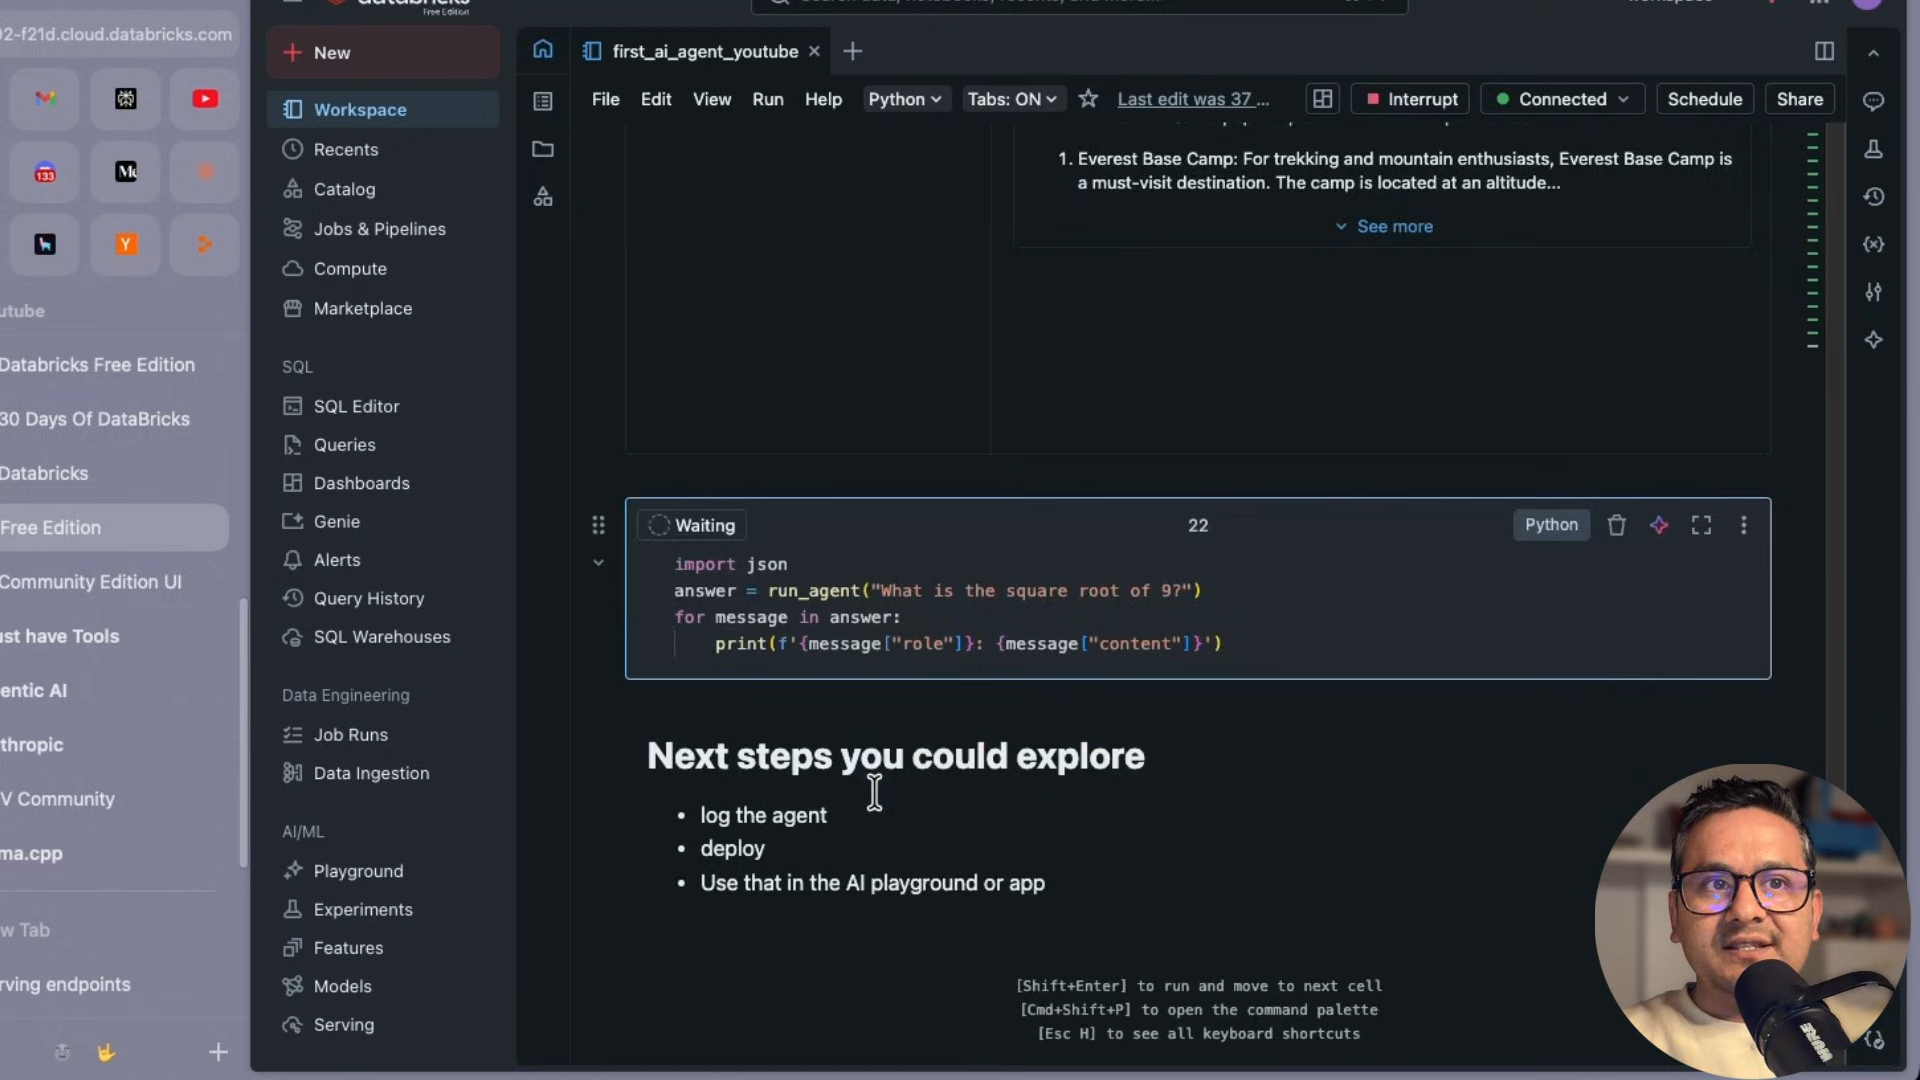 92-f21d.cloud.databricks.com
133
utube
Databricks Free Edition
30 Days Of DataBricks
Databricks
Free Edition
Community Edition UI
ust have Tools
entic AI
thropic
V Community
ma.cpp
w Tab
rving endpoints
databricks
Free Edition
New
Workspace
Recents
Catalog
Jobs & Pipelines
Compute
Marketplace
SQL
SQL Editor
Queries
Dashboards
Genie
Alerts
Query History
SQL Warehouses
Data Engineering
Job Runs
Data Ingestion
AI/ML
Playground
Experiments
Features
Models
Serving
first_ai_agent_youtube
File Edit View Run Help Python Tabs: ON Last edit was 37 ... Interrupt Connected Schedule Share
1. Everest Base Camp: For trekking and mountain enthusiasts, Everest Base Camp is
a must-visit destination. The camp is located at an altitude...
See more
Waiting 22 Python
import json
answer = run_agent("What is the square root of 9?")
for message in answer:
print(f'{message["role"]}: {message["content"]}')
Next steps you could explore
• log the agent
• deploy
• Use that in the AI playground or app
[Shift+Enter] to run and move to next cell
[Cmd+Shift+P] to open the command palette
[Esc H] to see all keyboard shortcuts